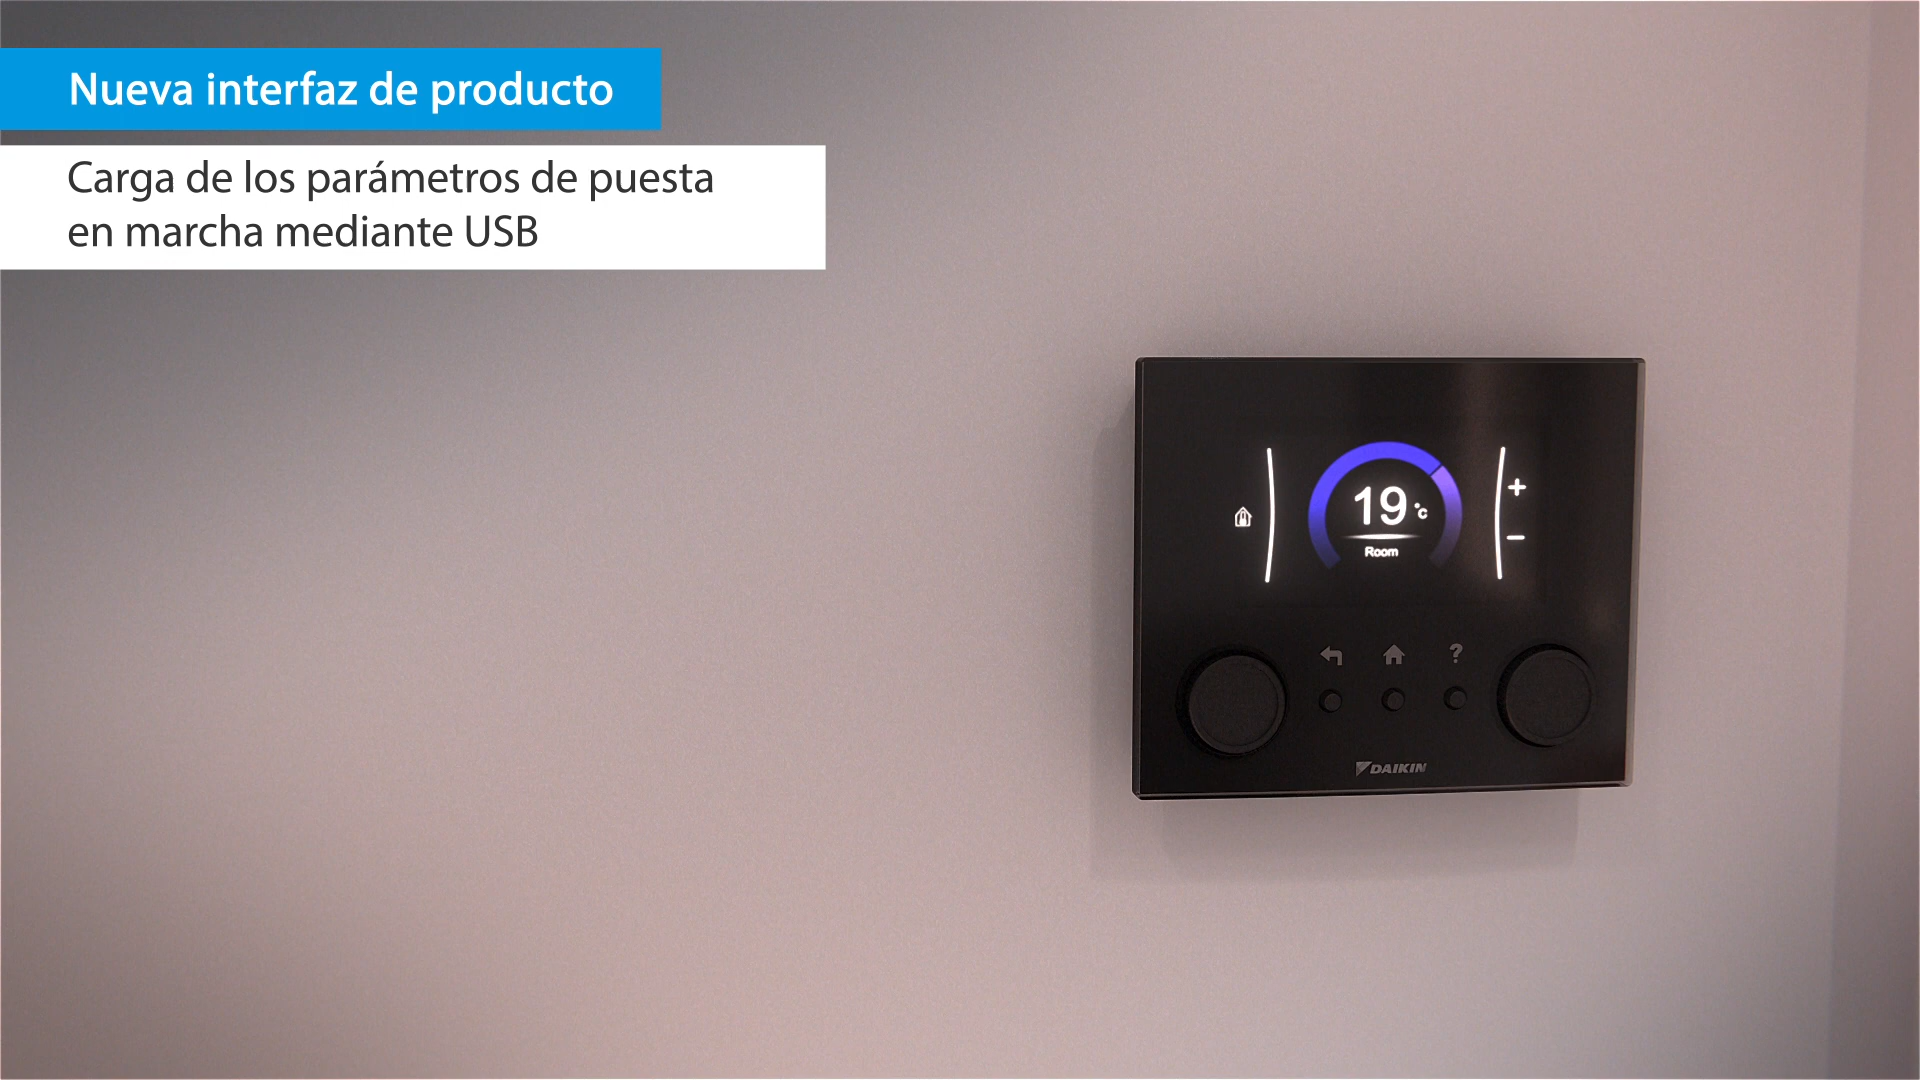 Nueva interfaz de producto
Carga de los parámetros de puesta
en marcha mediante USB
19 °C
Room
+
−
?
DAIKIN